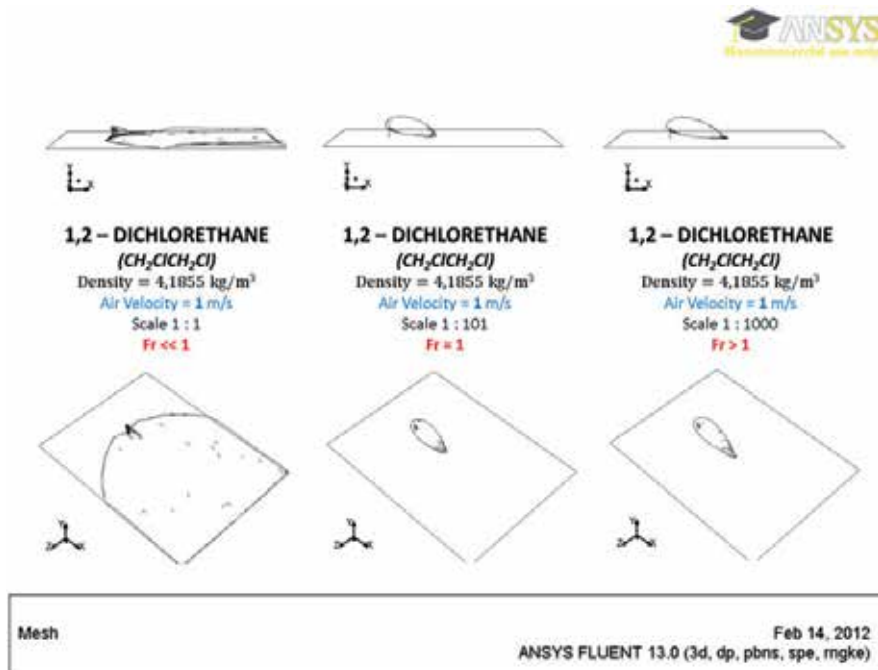 ANSYS
Noncommercial use only
1,2 – DICHLORETHANE
(CH₂ClCH₂Cl)
Density = 4,1855 kg/m³
Air Velocity = 1 m/s
Scale 1 : 1
Fr << 1
1,2 – DICHLORETHANE
(CH₂ClCH₂Cl)
Density = 4,1855 kg/m³
Air Velocity = 1 m/s
Scale 1 : 101
Fr = 1
1,2 – DICHLORETHANE
(CH₂ClCH₂Cl)
Density = 4,1855 kg/m³
Air Velocity = 1 m/s
Scale 1 : 1000
Fr > 1
Mesh
Feb 14, 2012
ANSYS FLUENT 13.0 (3d, dp, pbns, spe, rngke)